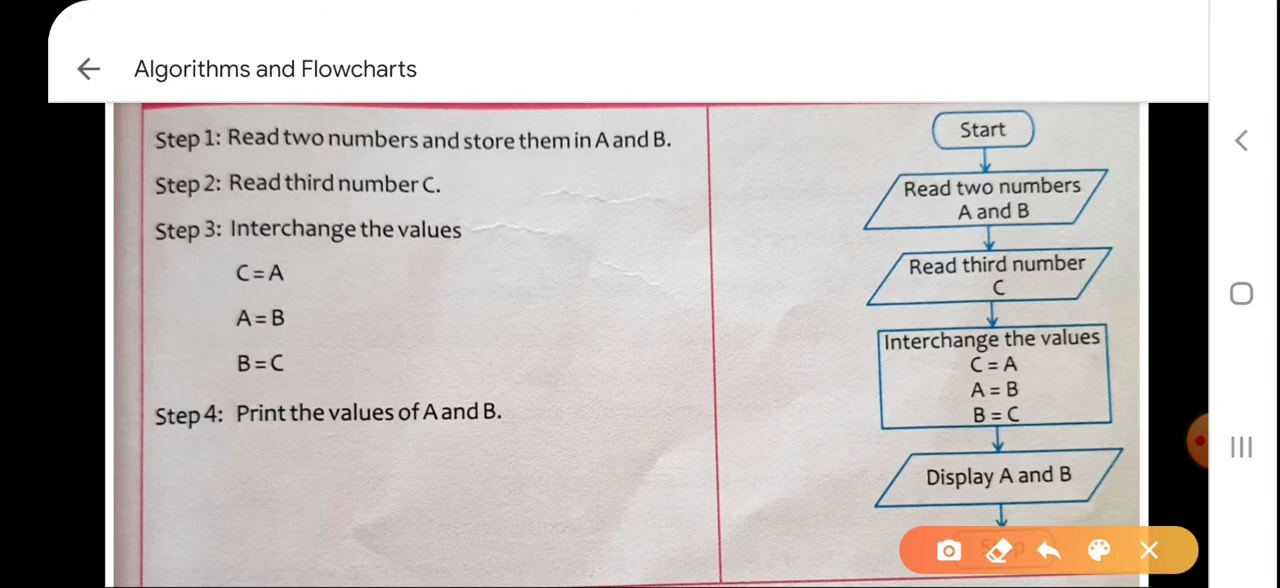 Algorithms and Flowcharts
Step 1: Read two numbers and store them in A and B.
Step 2: Read third number C.
Step 3: Interchange the values
C = A
A = B
B = C
Step 4: Print the values of A and B.
Start
Read two numbers
A and B
Read third number
C
Interchange the values
C = A
A = B
B = C
Display A and B